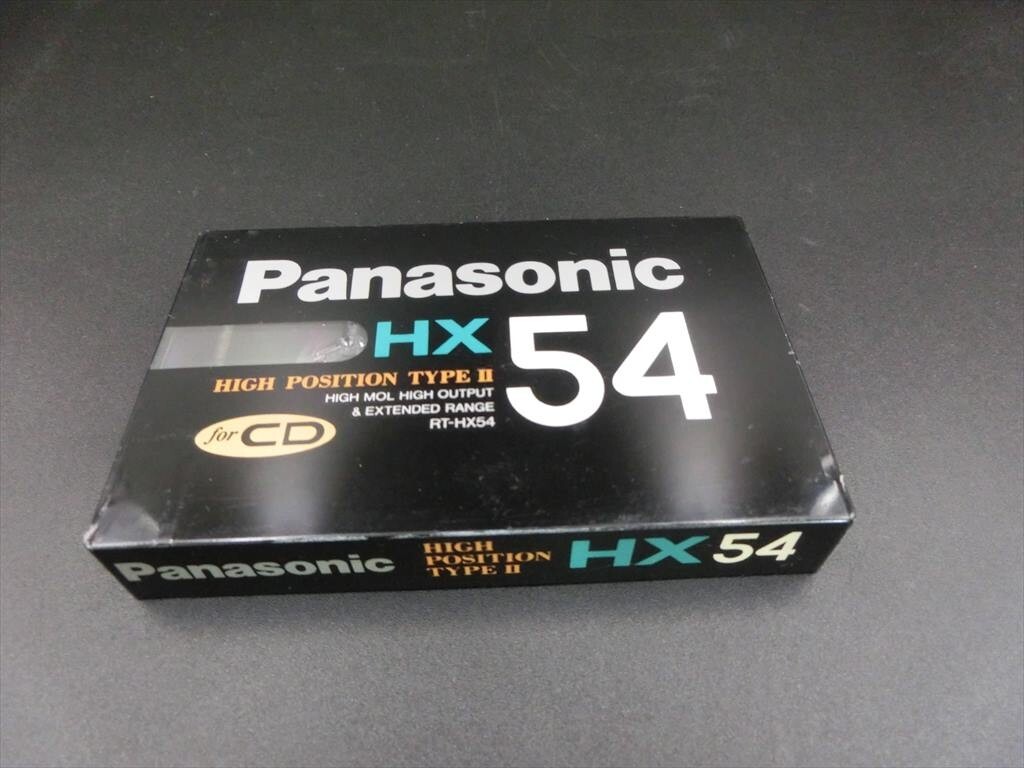 Panasonic
HX 54
HIGH POSITION TYPE II
HIGH MOL HIGH OUTPUT
& EXTENDED RANGE
RT-HX54
for CD
Panasonic
HIGH
POSITION
TYPE II
HX 54